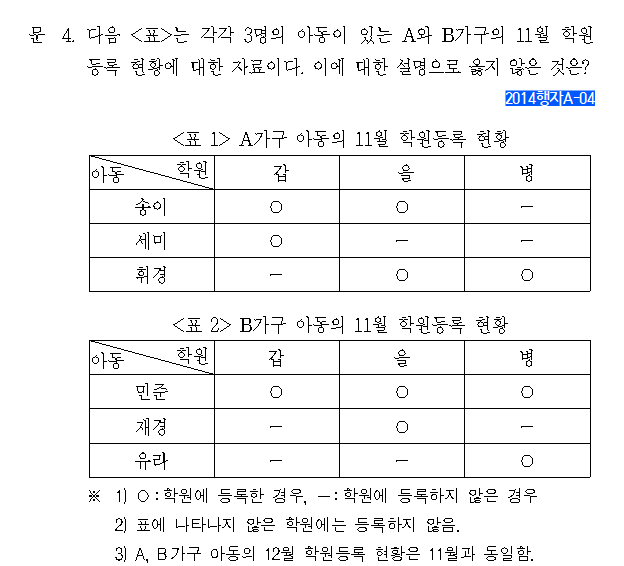 문 4. 다음 <표>는 각각 3명의 아동이 있는 A와 B가구의 11월 학원
등록 현황에 대한 자료이다. 이에 대한 설명으로 옳지 않은 것은?
2014행자A-04
<표 1> A가구 아동의 11월 학원등록 현황
아동 학원 갑 을 병
송이 ○ ○ －
세미 ○ － －
휘경 － ○ ○
<표 2> B가구 아동의 11월 학원등록 현황
아동 학원 갑 을 병
민준 ○ ○ ○
재경 － ○ －
유라 － － ○
※ 1) ○:학원에 등록한 경우, －:학원에 등록하지 않은 경우
2) 표에 나타나지 않은 학원에는 등록하지 않음.
3) A, B가구 아동의 12월 학원등록 현황은 11월과 동일함.